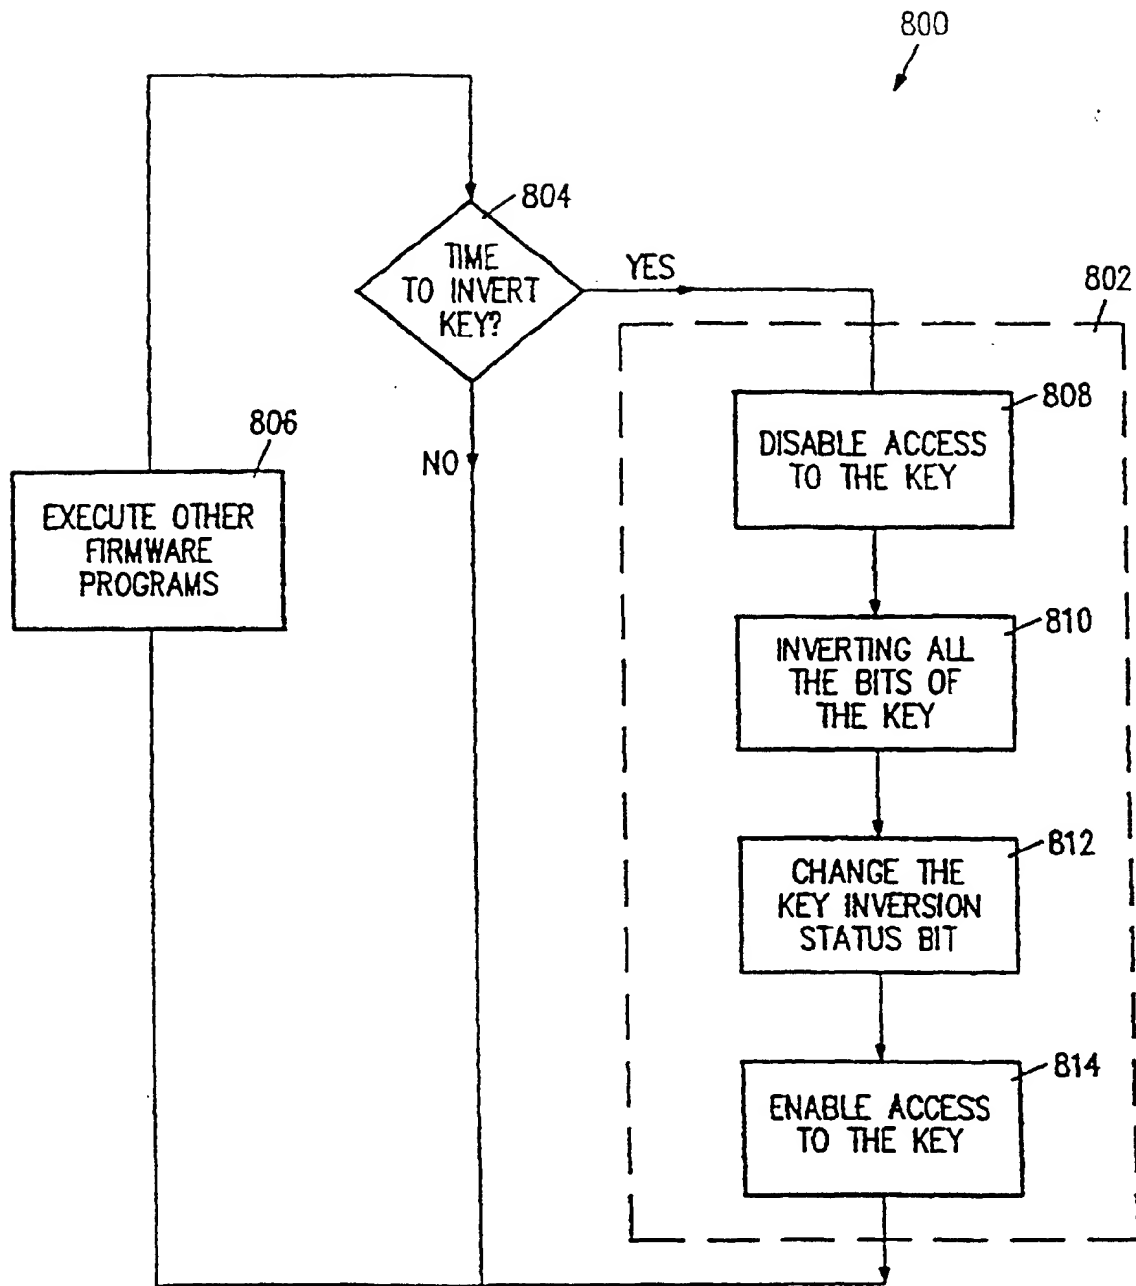 800
804
TIME
TO INVERT
KEY?
YES
802
808
DISABLE ACCESS
TO THE KEY
806
NO
EXECUTE OTHER
FIRMWARE
PROGRAMS
810
INVERTING ALL
THE BITS OF
THE KEY
812
CHANGE THE
KEY INVERSION
STATUS BIT
814
ENABLE ACCESS
TO THE KEY